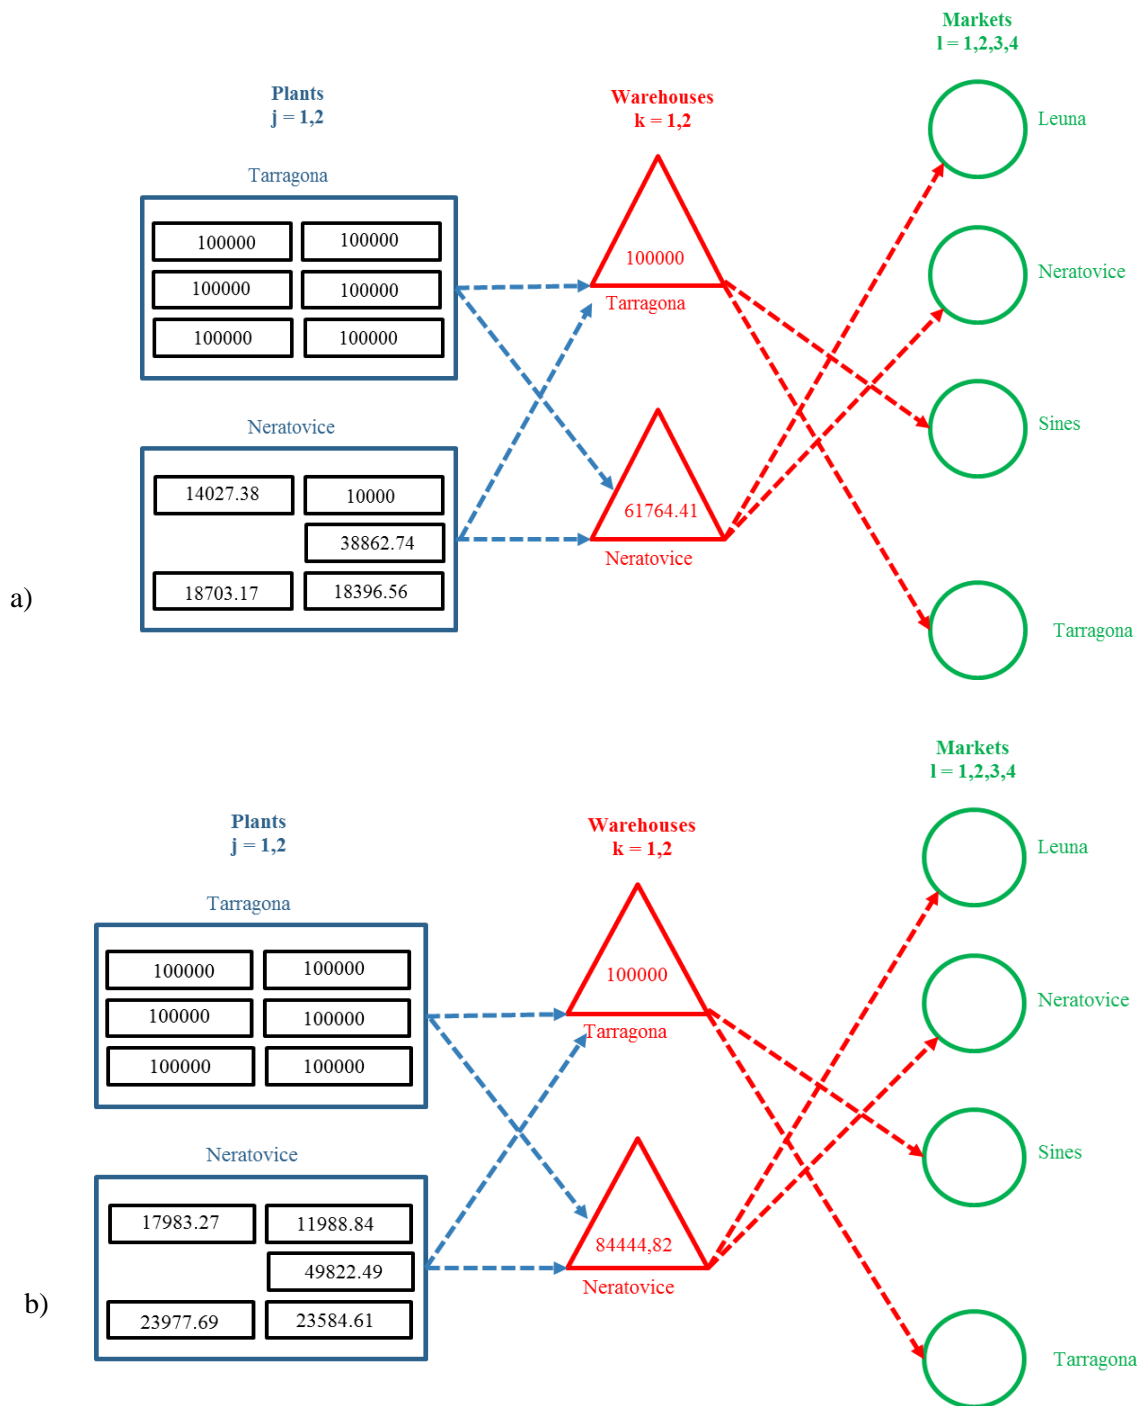 Markets
l = 1,2,3,4
Plants
j = 1,2
Warehouses
k = 1,2
Leuna
Tarragona
100000
100000
100000
100000
100000
100000
100000
Tarragona
Neratovice
Neratovice
14027.38
10000
38862.74
18703.17
18396.56
61764.41
Neratovice
Sines
Tarragona
a)
Markets
l = 1,2,3,4
Plants
j = 1,2
Warehouses
k = 1,2
Leuna
Tarragona
100000
100000
100000
100000
100000
100000
100000
Tarragona
Neratovice
Neratovice
17983.27
11988.84
49822.49
23977.69
23584.61
84444,82
Neratovice
Sines
Tarragona
b)